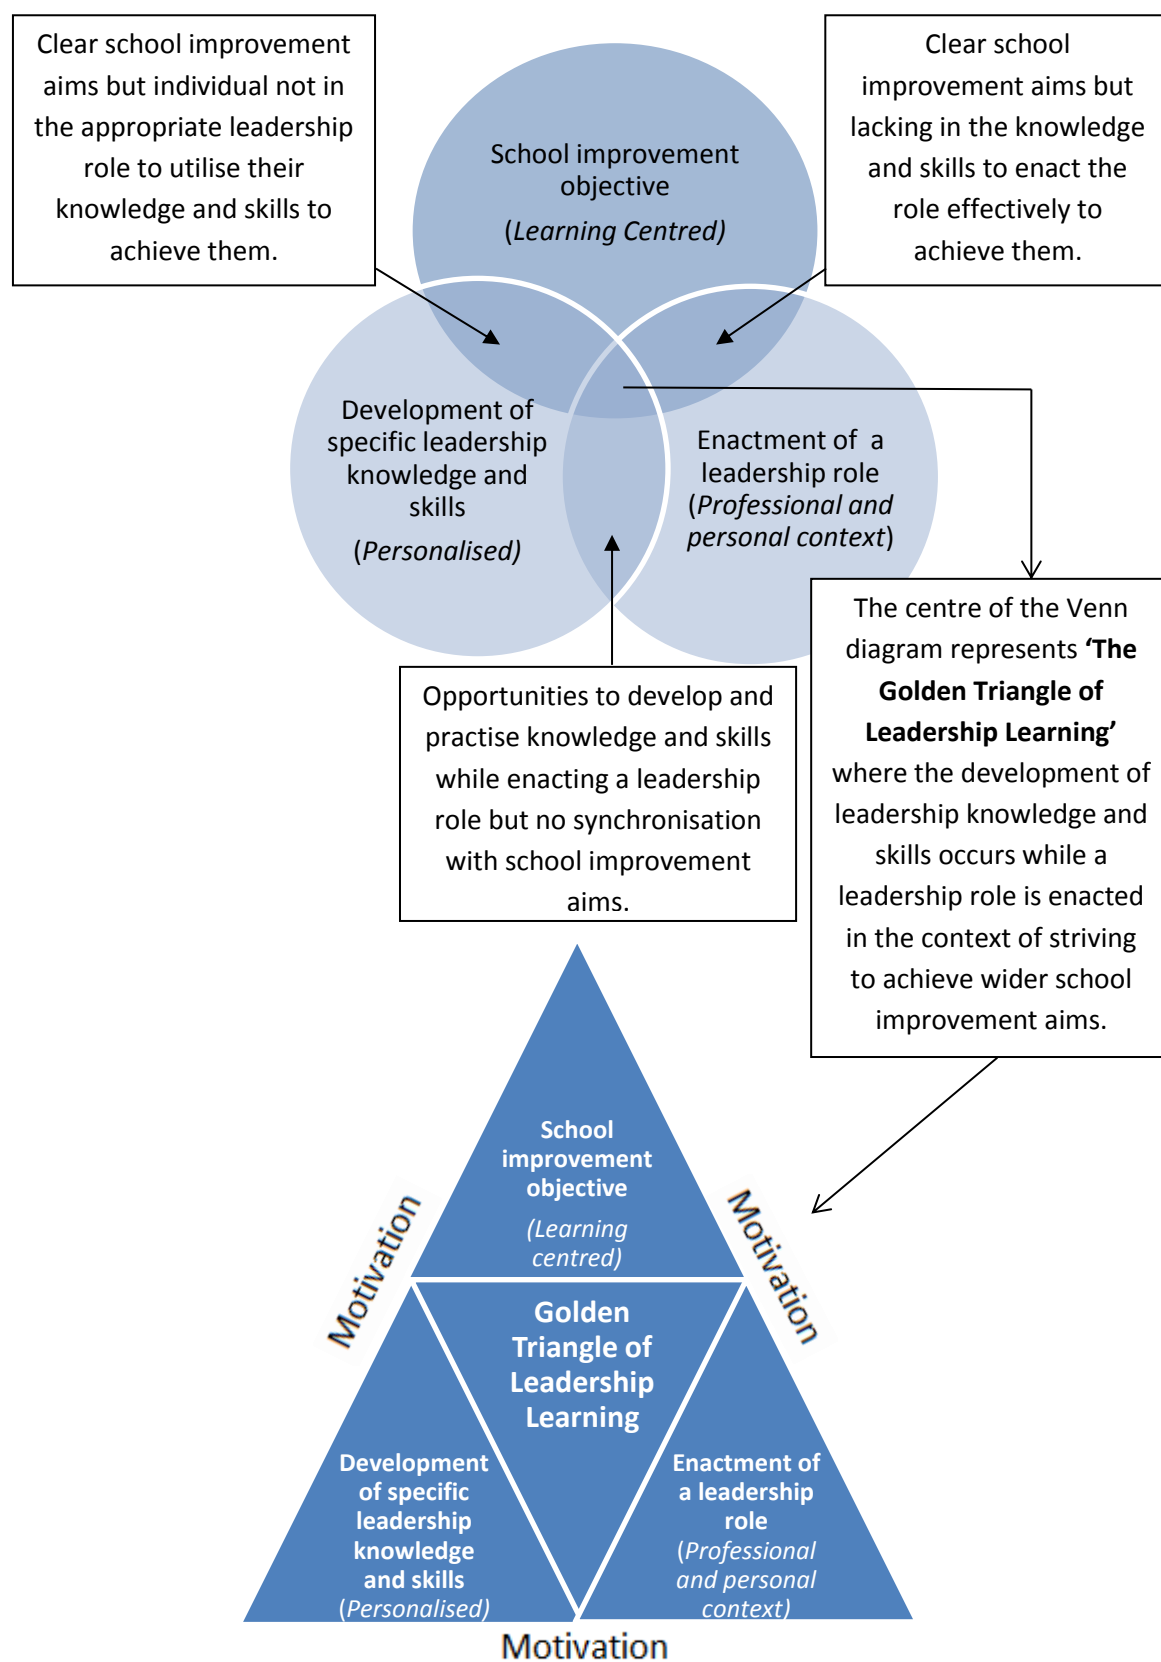 Clear school improvement
aims but individual not in
the appropriate leadership
role to utilise their
knowledge and skills to
achieve them.
Clear school
improvement aims but
lacking in the knowledge
and skills to enact the
role effectively to
achieve them.
School improvement
objective
(Learning Centred)
Development of
specific leadership
knowledge and
skills
(Personalised)
Enactment of a
leadership role
(Professional and
personal context)
Opportunities to develop and
practise knowledge and skills
while enacting a leadership
role but no synchronisation
with school improvement
aims.
The centre of the Venn
diagram represents ‘The
Golden Triangle of
Leadership Learning’
where the development of
leadership knowledge and
skills occurs while a
leadership role is enacted
in the context of striving
to achieve wider school
improvement aims.
School
improvement
objective
(Learning
centred)
Motivation
Motivation
Golden
Triangle of
Leadership
Learning
Development
of specific
leadership
knowledge
and skills
(Personalised)
Enactment of
a leadership
role
(Professional
and personal
context)
Motivation